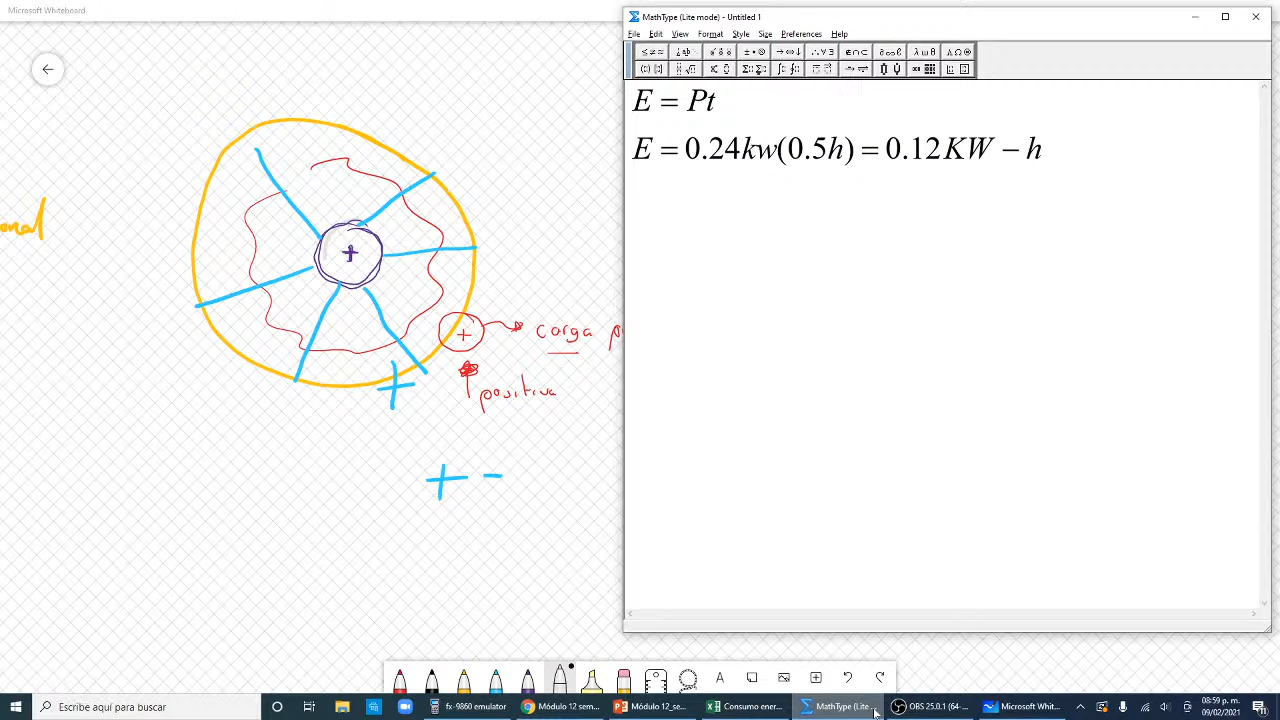 Microsoft Whiteboard
MathType (Lite mode) - Untitled 1
File Edit View Format Style Size Preferences Help
E = Pt
E = 0.24kw(0.5h) = 0.12KW − h
onal
+
+
carga p
positiva
+
+ -
A
Escribe aquí para buscar
fx-9860 emulator
Módulo 12 sem...
Módulo 12_se...
Consumo ener...
MathType (Lite ...
OBS 25.0.1 (64-...
Microsoft Whit...
08:59 p. m.
09/02/2021